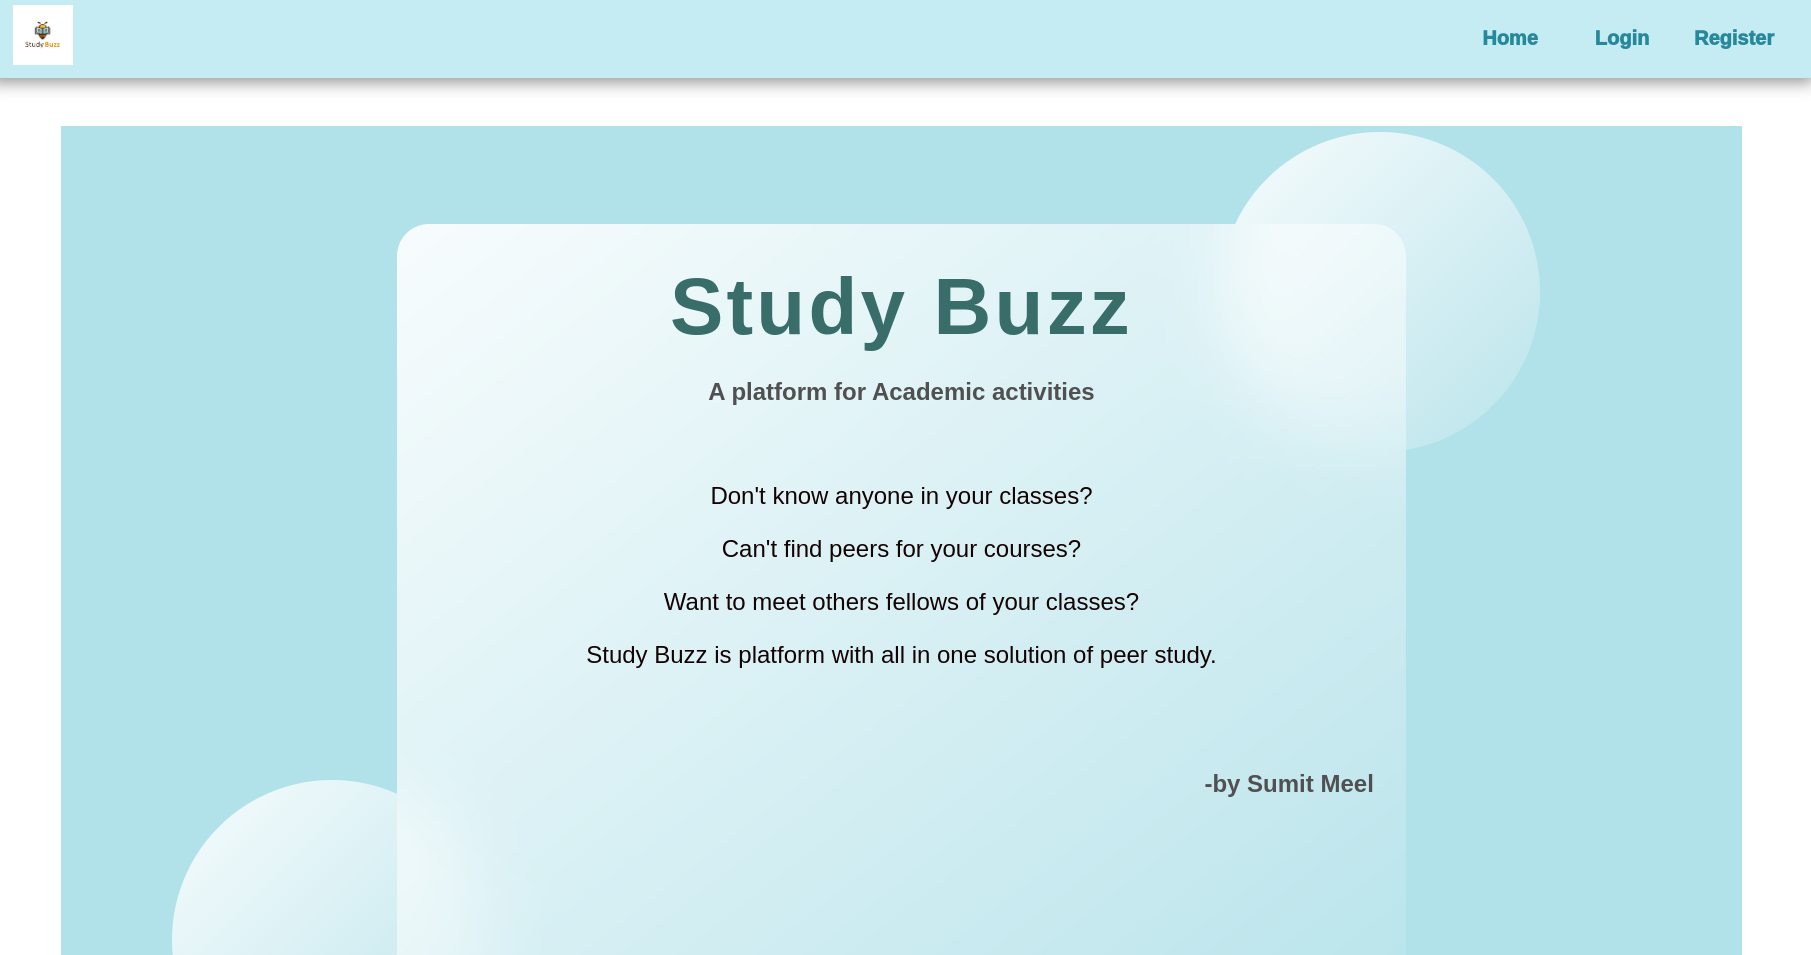 Study Buzz
Home Login Register
Study Buzz
A platform for Academic activities
Don't know anyone in your classes?
Can't find peers for your courses?
Want to meet others fellows of your classes?
Study Buzz is platform with all in one solution of peer study.
-by Sumit Meel